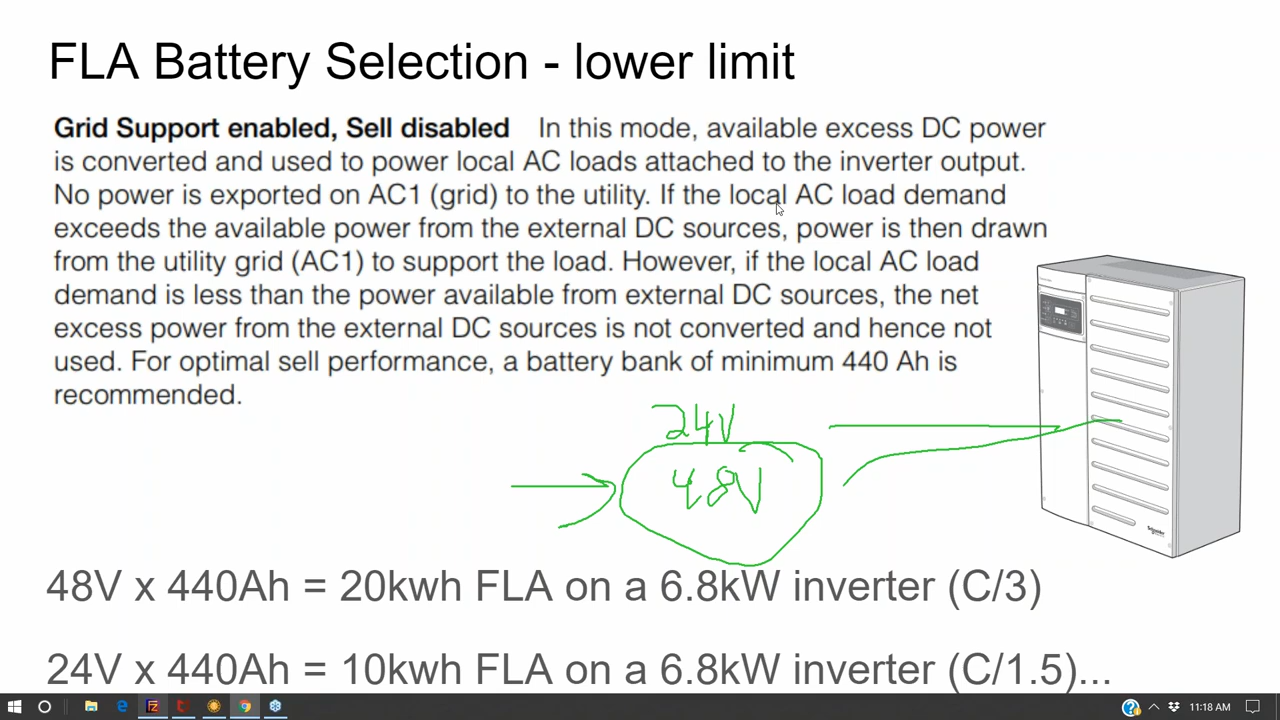 FLA Battery Selection - lower limit
Grid Support enabled, Sell disabled In this mode, available excess DC power
is converted and used to power local AC loads attached to the inverter output.
No power is exported on AC1 (grid) to the utility. If the local AC load demand
exceeds the available power from the external DC sources, power is then drawn
from the utility grid (AC1) to support the load. However, if the local AC load
demand is less than the power available from external DC sources, the net
excess power from the external DC sources is not converted and hence not
used. For optimal sell performance, a battery bank of minimum 440 Ah is
recommended.
24V
48V
Schneider
48V x 440Ah = 20kwh FLA on a 6.8kW inverter (C/3)
24V x 440Ah = 10kwh FLA on a 6.8kW inverter (C/1.5)...
11:18 AM